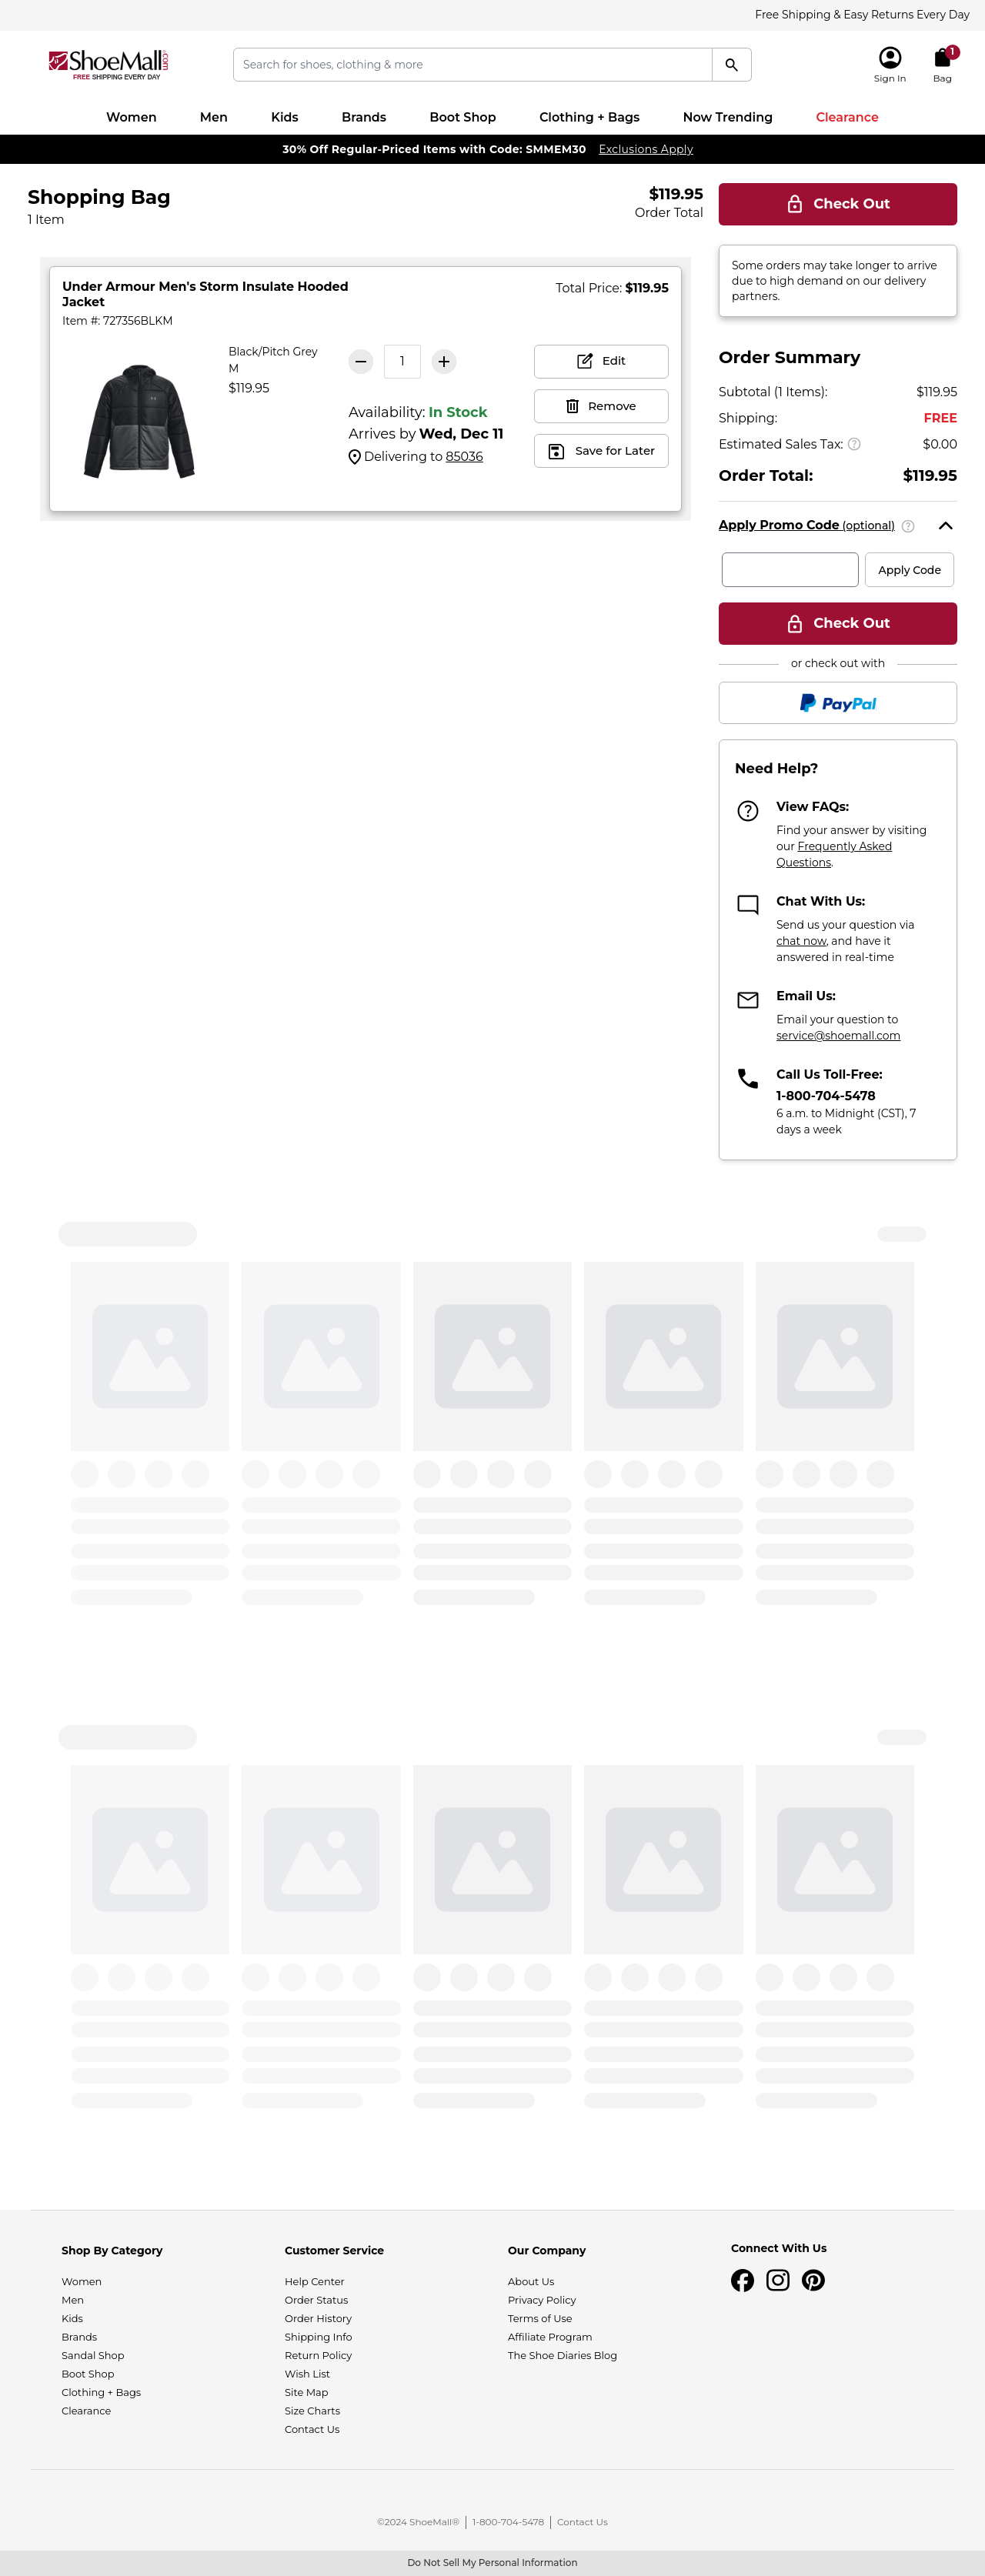 Free Shipping & Easy Returns Every Day
ShoeMall.com
FREE SHIPPING EVERY DAY
Search for shoes, clothing & more
Sign In
1
Bag
Women Men Kids Brands Boot Shop Clothing + Bags Now Trending Clearance
30% Off Regular-Priced Items with Code: SMMEM30 Exclusions Apply
Shopping Bag
1 Item
$119.95
Order Total
Check Out
Some orders may take longer to arrive
due to high demand on our delivery
partners.
Under Armour Men's Storm Insulate Hooded
Jacket
Item #: 727356BLKM
Total Price: $119.95
Black/Pitch Grey
M
$119.95
1
Availability: In Stock
Arrives by Wed, Dec 11
Delivering to 85036
Edit
Remove
Save for Later
Order Summary
Subtotal (1 Items): $119.95
Shipping: FREE
Estimated Sales Tax: ? $0.00
Order Total: $119.95
Apply Promo Code (optional) ?
Apply Code
Check Out
or check out with
PayPal
Need Help?
View FAQs:
Find your answer by visiting
our Frequently Asked
Questions.
Chat With Us:
Send us your question via
chat now, and have it
answered in real-time
Email Us:
Email your question to
service@shoemall.com
Call Us Toll-Free:
1-800-704-5478
6 a.m. to Midnight (CST), 7
days a week
Shop By Category
Women
Men
Kids
Brands
Sandal Shop
Boot Shop
Clothing + Bags
Clearance
Customer Service
Help Center
Order Status
Order History
Shipping Info
Return Policy
Wish List
Site Map
Size Charts
Contact Us
Our Company
About Us
Privacy Policy
Terms of Use
Affiliate Program
The Shoe Diaries Blog
Connect With Us
©2024 ShoeMall® | 1-800-704-5478 | Contact Us
Do Not Sell My Personal Information